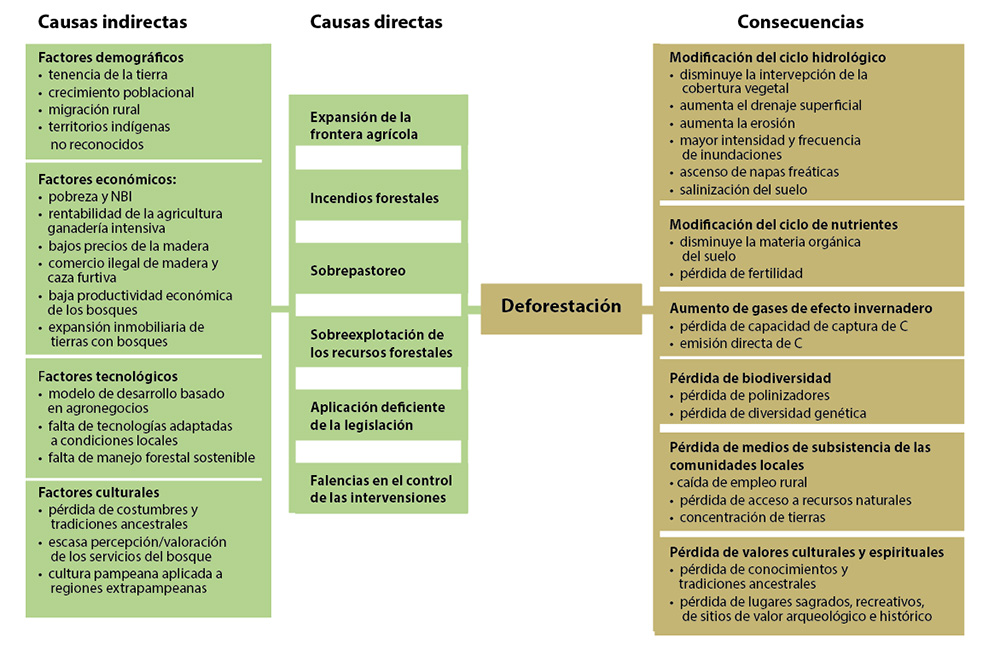 Causas indirectas
Factores demográficos
• tenencia de la tierra
• crecimiento poblacional
• migración rural
• territorios indígenas
no reconocidos
Factores económicos:
• pobreza y NBI
• rentabilidad de la agricultura
ganadería intensiva
• bajos precios de la madera
• comercio ilegal de madera y
caza furtiva
• baja productividad económica
de los bosques
• expansión inmobiliaria de
tierras con bosques
Factores tecnológicos
• modelo de desarrollo basado
en agronegocios
• falta de tecnologías adaptadas
a condiciones locales
• falta de manejo forestal sostenible
Factores culturales
• pérdida de costumbres y
tradiciones ancestrales
• escasa percepción/valoración
de los servicios del bosque
• cultura pampeana aplicada a
regiones extrapampeanas
Causas directas
Expansión de la
frontera agrícola
Incendios forestales
Sobrepastoreo
Sobreexplotación de
los recursos forestales
Aplicación deficiente
de la legislación
Falencias en el control
de las intervenciones
Deforestación
Consecuencias
Modificación del ciclo hidrológico
• disminuye la intervepción de la
cobertura vegetal
• aumenta el drenaje superficial
• aumenta la erosión
• mayor intensidad y frecuencia
de inundaciones
• ascenso de napas freáticas
• salinización del suelo
Modificación del ciclo de nutrientes
• disminuye la materia orgánica
del suelo
• pérdida de fertilidad
Aumento de gases de efecto invernadero
• pérdida de capacidad de captura de C
• emisión directa de C
Pérdida de biodiversidad
• pérdida de polinizadores
• pérdida de diversidad genética
Pérdida de medios de subsistencia de las
comunidades locales
• caída de empleo rural
• pérdida de acceso a recursos naturales
• concentración de tierras
Pérdida de valores culturales y espirituales
• pérdida de conocimientos y
tradiciones ancestrales
• pérdida de lugares sagrados, recreativos,
de sitios de valor arqueológico e histórico